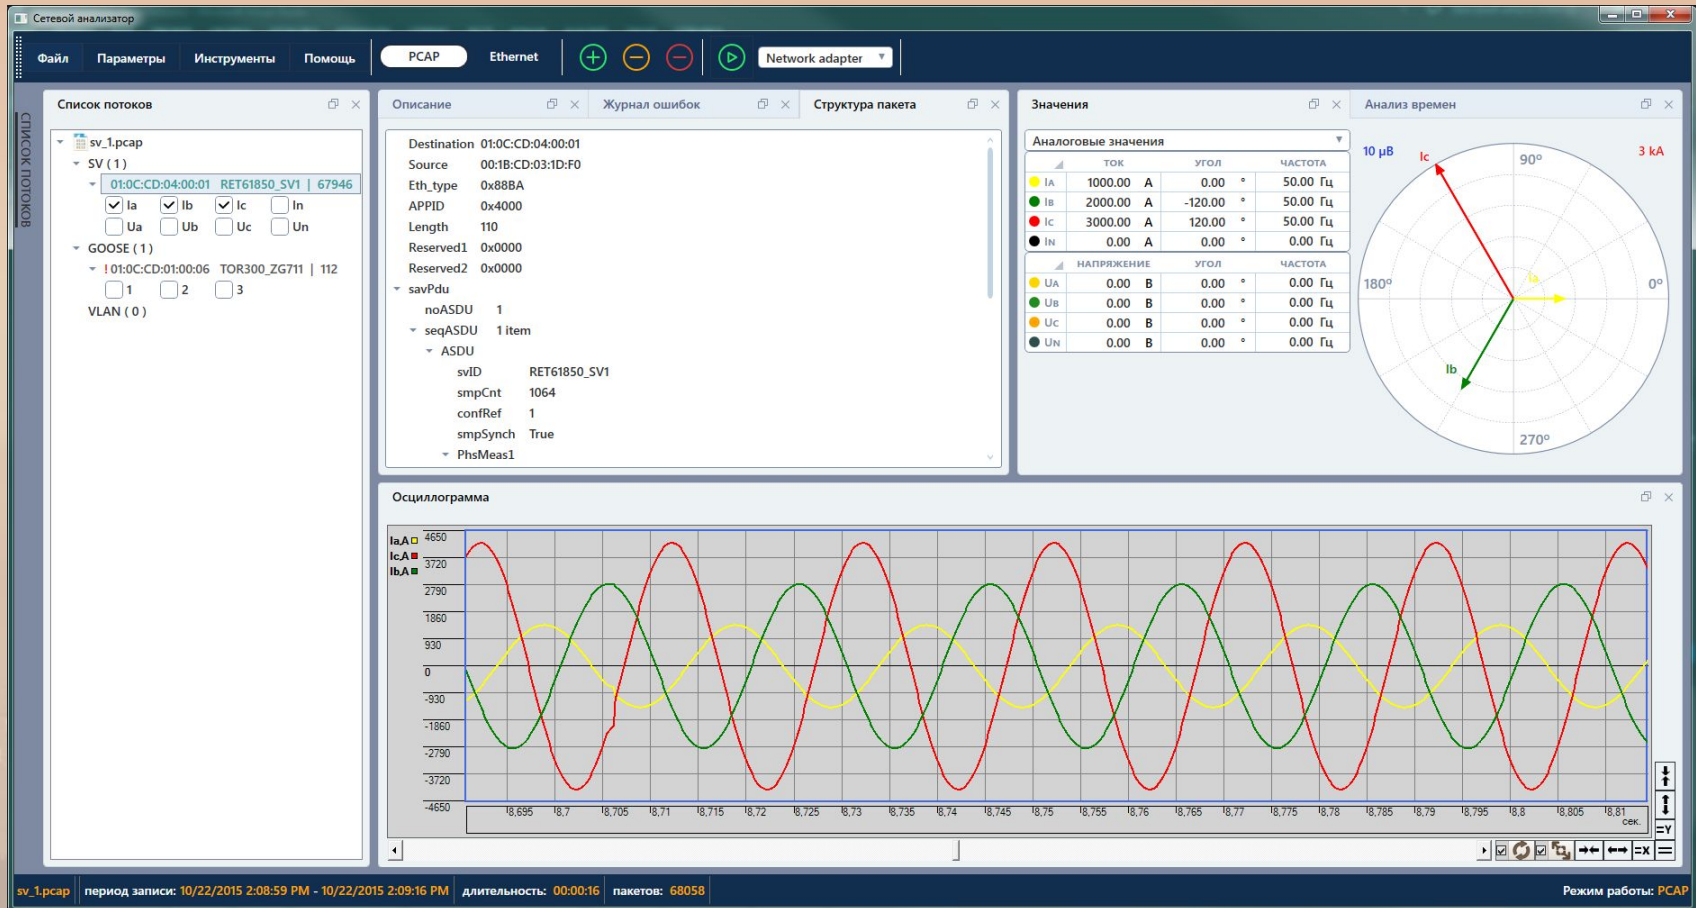 Сетевой анализатор
Файл Параметры Инструменты Помощь PCAP Ethernet Network adapter
СПИСОК ПОТОКОВ
Список потоков
sv_1.pcap
SV ( 1 )
01:0C:CD:04:00:01 RET61850_SV1 | 67946
Ia Ib Ic In
Ua Ub Uc Un
GOOSE ( 1 )
! 01:0C:CD:01:00:06 TOR300_ZG711 | 112
1 2 3
VLAN ( 0 )
Описание Журнал ошибок Структура пакета
Destination 01:0C:CD:04:00:01
Source 00:1B:CD:03:1D:F0
Eth_type 0x88BA
APPID 0x4000
Length 110
Reserved1 0x0000
Reserved2 0x0000
savPdu
noASDU 1
seqASDU 1 item
ASDU
svID RET61850_SV1
smpCnt 1064
confRef 1
smpSynch True
PhsMeas1
Значения Анализ времен
Аналоговые значения
ТОК УГОЛ ЧАСТОТА
IA 1000.00 A 0.00 ° 50.00 Гц
IB 2000.00 A -120.00 ° 50.00 Гц
IC 3000.00 A 120.00 ° 50.00 Гц
IN 0.00 A 0.00 ° 0.00 Гц
НАПРЯЖЕНИЕ УГОЛ ЧАСТОТА
UA 0.00 В 0.00 ° 0.00 Гц
UB 0.00 В 0.00 ° 0.00 Гц
UC 0.00 В 0.00 ° 0.00 Гц
UN 0.00 В 0.00 ° 0.00 Гц
10 μВ Ic 90° 3 kA
180° Ia 0°
Ib
270°
Осциллограмма
Ia,A
Ic,A
Ib,A
4650
3720
2790
1860
930
0
-930
-1860
-2790
-3720
-4650
8,695 8,7 8,705 8,71 8,715 8,72 8,725 8,73 8,735 8,74 8,745 8,75 8,755 8,76 8,765 8,77 8,775 8,78 8,785 8,79 8,795 8,8 8,805 8,81
сек.
=Y
=X =
sv_1.pcap период записи: 10/22/2015 2:08:59 PM - 10/22/2015 2:09:16 PM длительность: 00:00:16 пакетов: 68058 Режим работы: PCAP